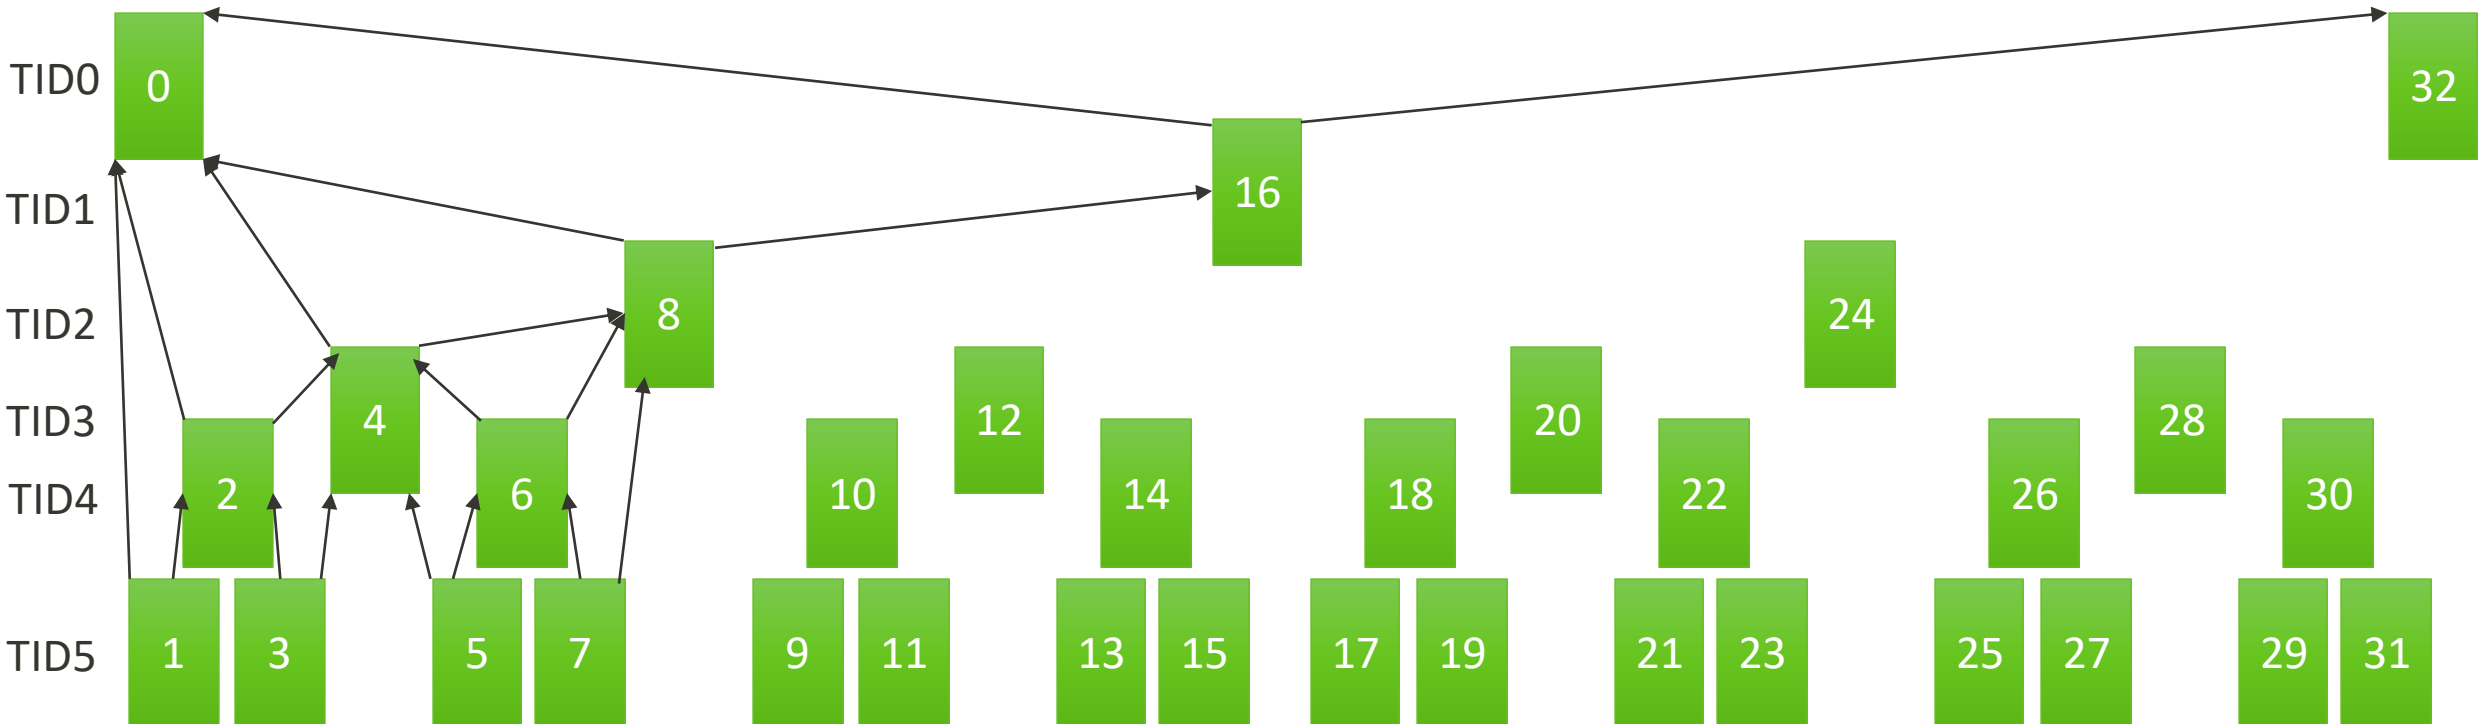 TID0 0 32
TID1 16
TID2 8 24
TID3 4 12 20 28
TID4 2 6 10 14 18 22 26 30
TID5 1 3 5 7 9 11 13 15 17 19 21 23 25 27 29 31